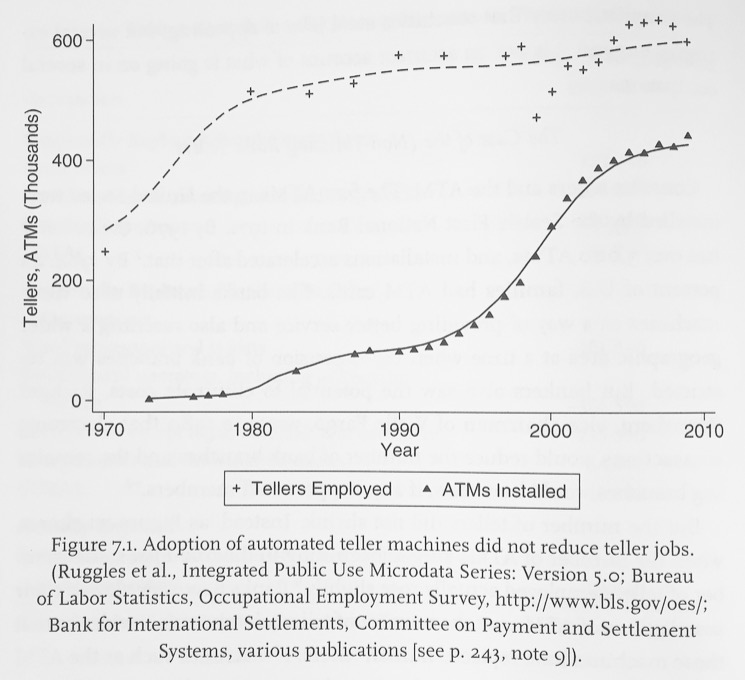 600
400
200
0
Tellers, ATMs (Thousands)
1970
1980
1990
2000
2010
Year
+ Tellers Employed ▲ ATMs Installed
Figure 7.1. Adoption of automated teller machines did not reduce teller jobs.
(Ruggles et al., Integrated Public Use Microdata Series: Version 5.0; Bureau
of Labor Statistics, Occupational Employment Survey, http://www.bls.gov/oes/;
Bank for International Settlements, Committee on Payment and Settlement
Systems, various publications [see p. 243, note 9]).